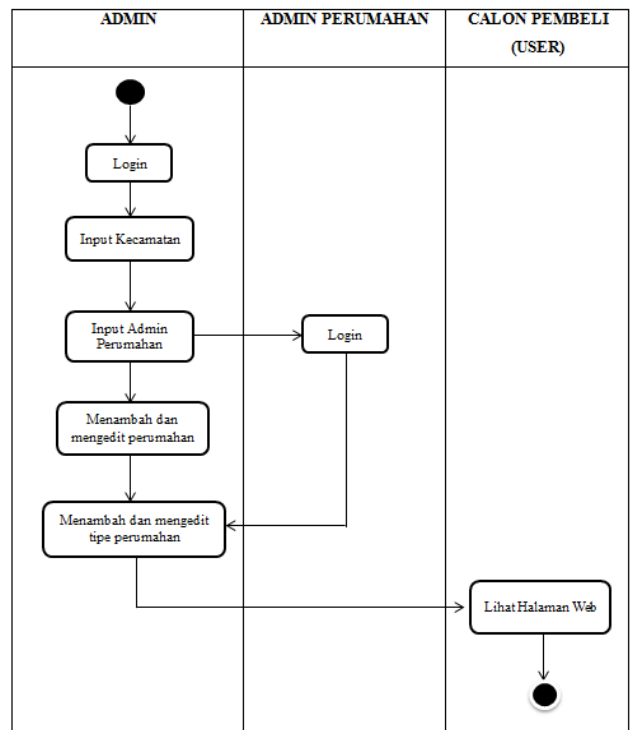 ADMIN
ADMIN PERUMAHAN
CALON PEMBELI
(USER)
Login
Input Kecamatan
Input Admin
Perumahan
Login
Menambah dan
mengedit perumahan
Menambah dan mengedit
tipe perumahan
Lihat Halaman Web